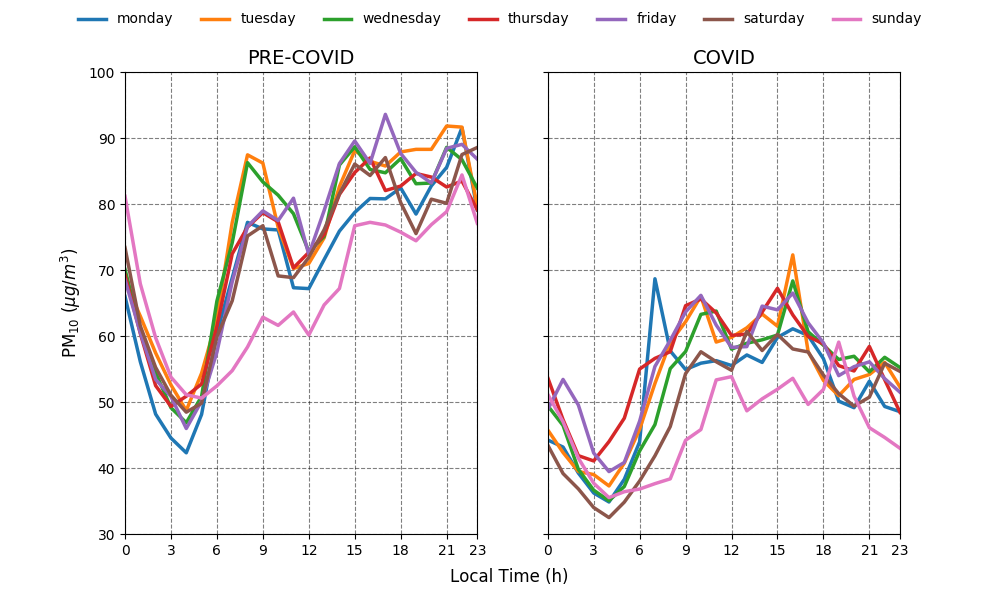 monday tuesday wednesday thursday friday saturday sunday
PRE-COVID COVID
100
90
80
70
60
50
40
30
PM₁₀ (μg/m³)
0 3 6 9 12 15 18 21 23 0 3 6 9 12 15 18 21 23
Local Time (h)